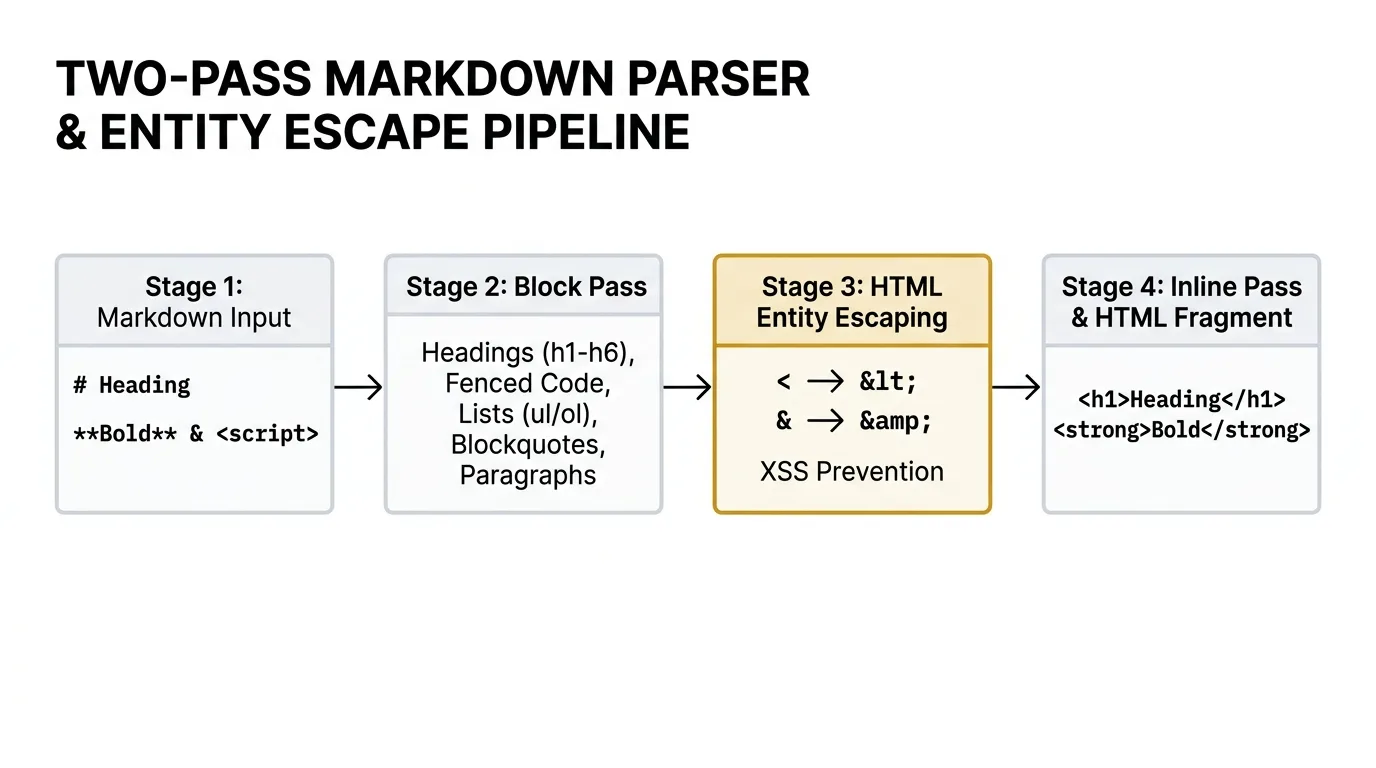 TWO-PASS MARKDOWN PARSER
& ENTITY ESCAPE PIPELINE
Stage 1:
Markdown Input
# Heading
**Bold** & <script>
Stage 2: Block Pass
Headings (h1-h6),
Fenced Code,
Lists (ul/ol),
Blockquotes,
Paragraphs
Stage 3: HTML
Entity Escaping
< → &lt;
& → &amp;
XSS Prevention
Stage 4: Inline Pass
& HTML Fragment
<h1>Heading</h1>
<strong>Bold</strong>